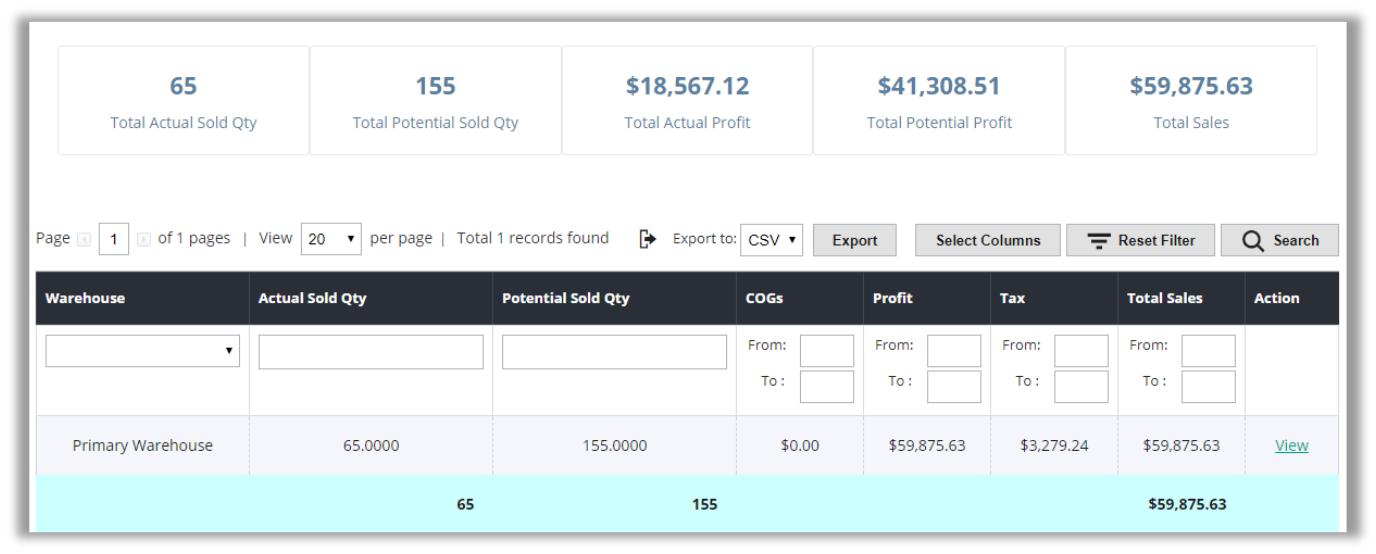 65 155 $18,567.12 $41,308.51 $59,875.63
Total Actual Sold Qty Total Potential Sold Qty Total Actual Profit Total Potential Profit Total Sales
Page 1 of 1 pages | View 20 per page | Total 1 records found Export to: CSV Export Select Columns Reset Filter Search
Warehouse Actual Sold Qty Potential Sold Qty COGs Profit Tax Total Sales Action
From: From: From: From:
To : To : To : To :
Primary Warehouse 65.0000 155.0000 $0.00 $59,875.63 $3,279.24 $59,875.63 View
65 155 $59,875.63